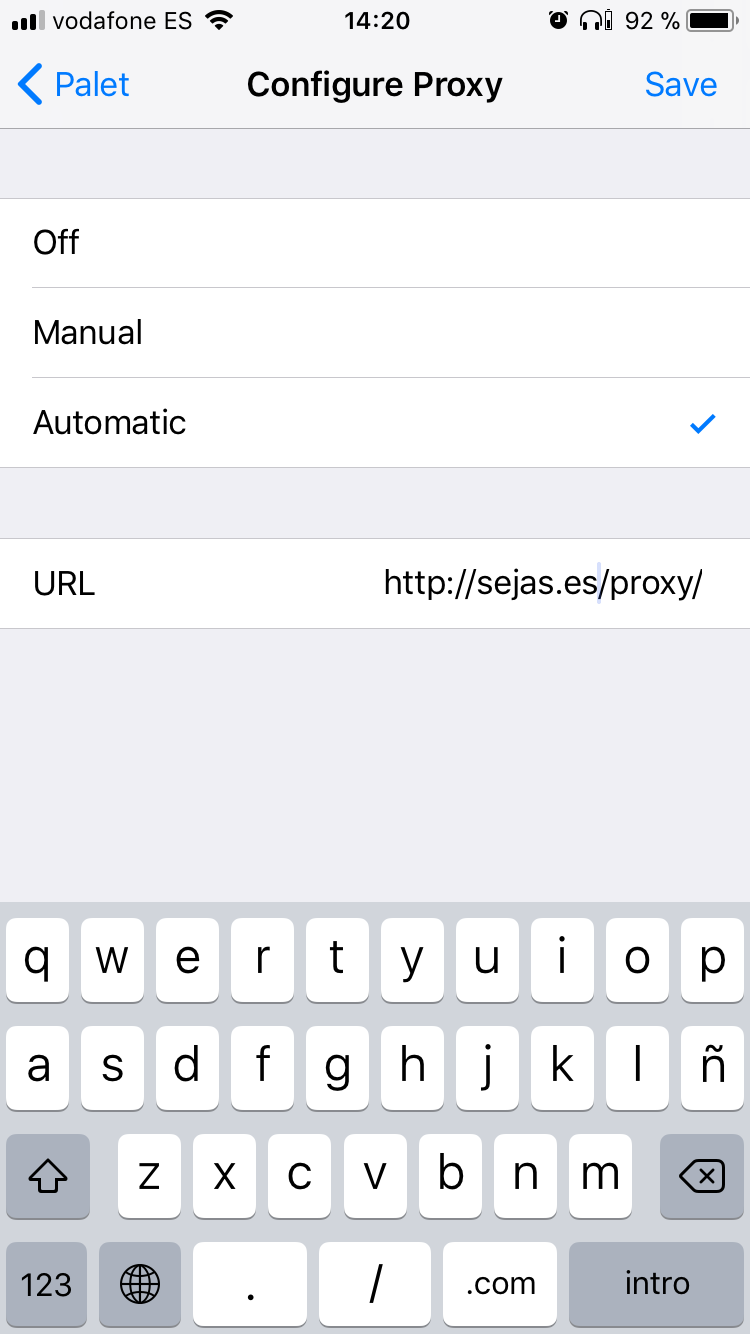 vodafone ES 14:20 92 %
Palet Configure Proxy Save
Off
Manual
Automatic
URL http://sejas.es/proxy/
q w e r t y u i o p
a s d f g h j k l ñ
z x c v b n m
123 . / .com intro